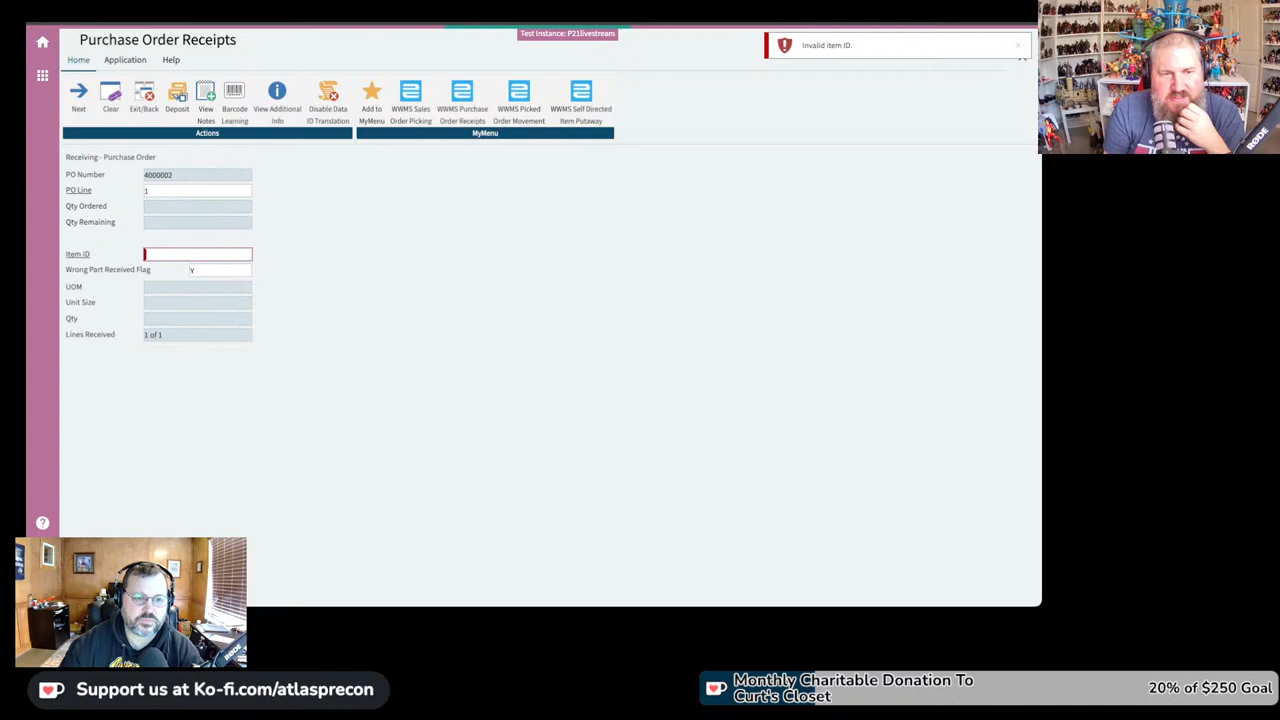 Purchase Order Receipts
Test Instance: P21livestream
Invalid item ID.
Home Application Help
Next
Clear
Exit/Back
Deposit
View Notes
Barcode Learning
View Additional Info
Disable Data ID Translation
Add to MyMenu
WWMS Sales Order Picking
WWMS Purchase Order Receipts
WWMS Picked Order Movement
WWMS Self Directed Item Putaway
Actions
MyMenu
Receiving - Purchase Order
PO Number 4000002
PO Line 1
Qty Ordered
Qty Remaining
Item ID
Wrong Part Received Flag Y
UOM
Unit Size
Qty
Lines Received 1 of 1
RØDE
Support us at Ko-fi.com/atlasprecon
Monthly Charitable Donation To
Curt's Closet
20% of $250 Goal